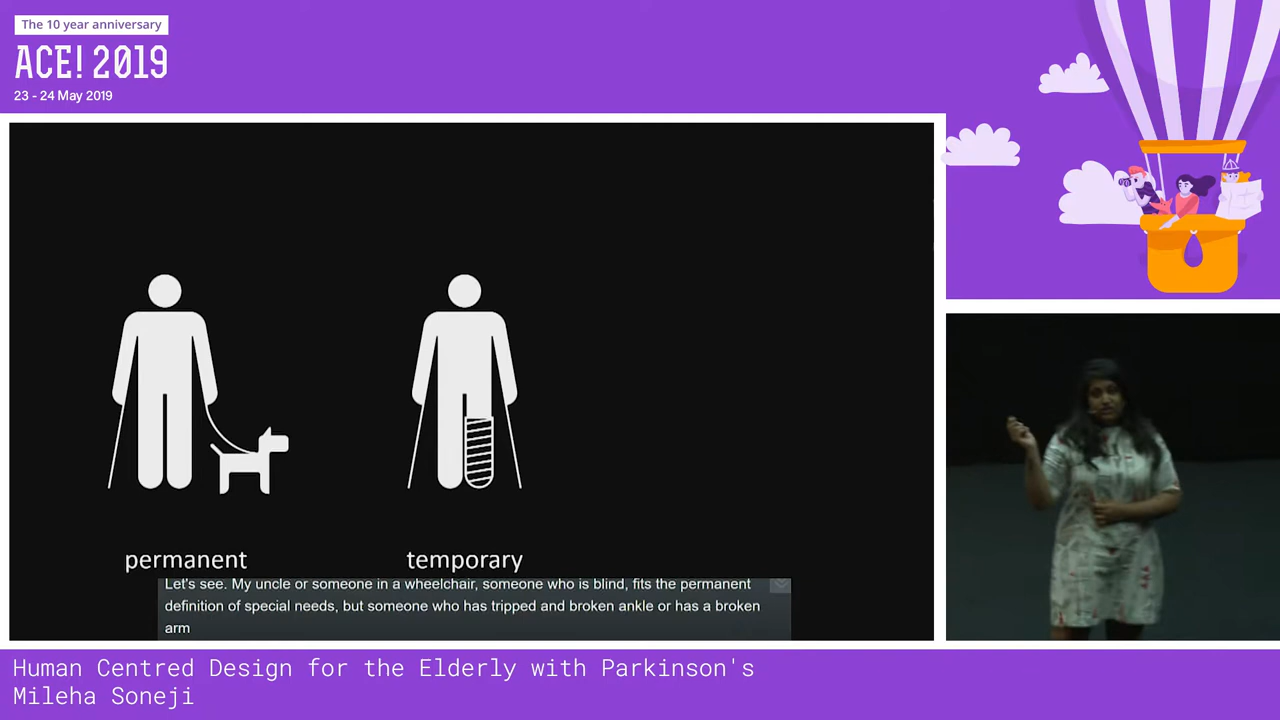 The 10 year anniversary
ACE! 2019
23 - 24 May 2019
permanent
temporary
Let's see. My uncle or someone in a wheelchair, someone who is blind, fits the permanent
definition of special needs, but someone who has tripped and broken ankle or has a broken
arm
Human Centred Design for the Elderly with Parkinson's
Mileha Soneji